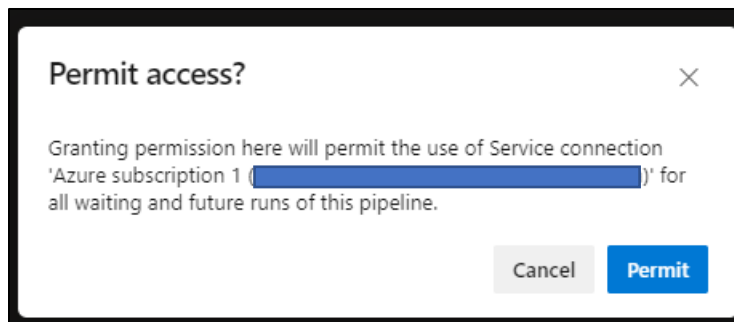 Permit access?
Granting permission here will permit the use of Service connection
'Azure subscription 1 ( )' for
all waiting and future runs of this pipeline.
Cancel Permit